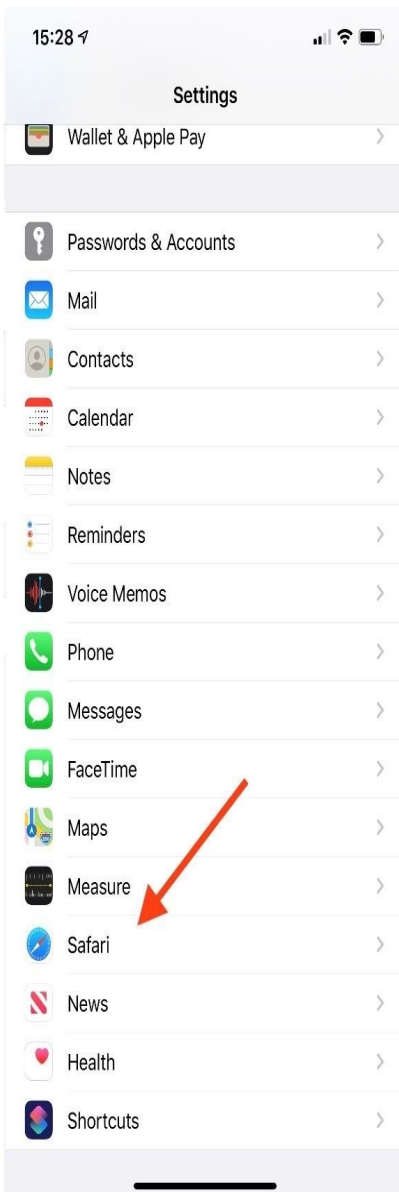 15:28
Settings
Wallet & Apple Pay
Passwords & Accounts
Mail
Contacts
Calendar
Notes
Reminders
Voice Memos
Phone
Messages
FaceTime
Maps
Measure
Safari
News
Health
Shortcuts